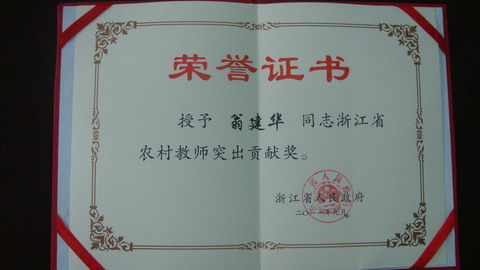 荣誉证书
授予 翁建华 同志浙江省
农村教师突出贡献奖。
浙江省人民政府